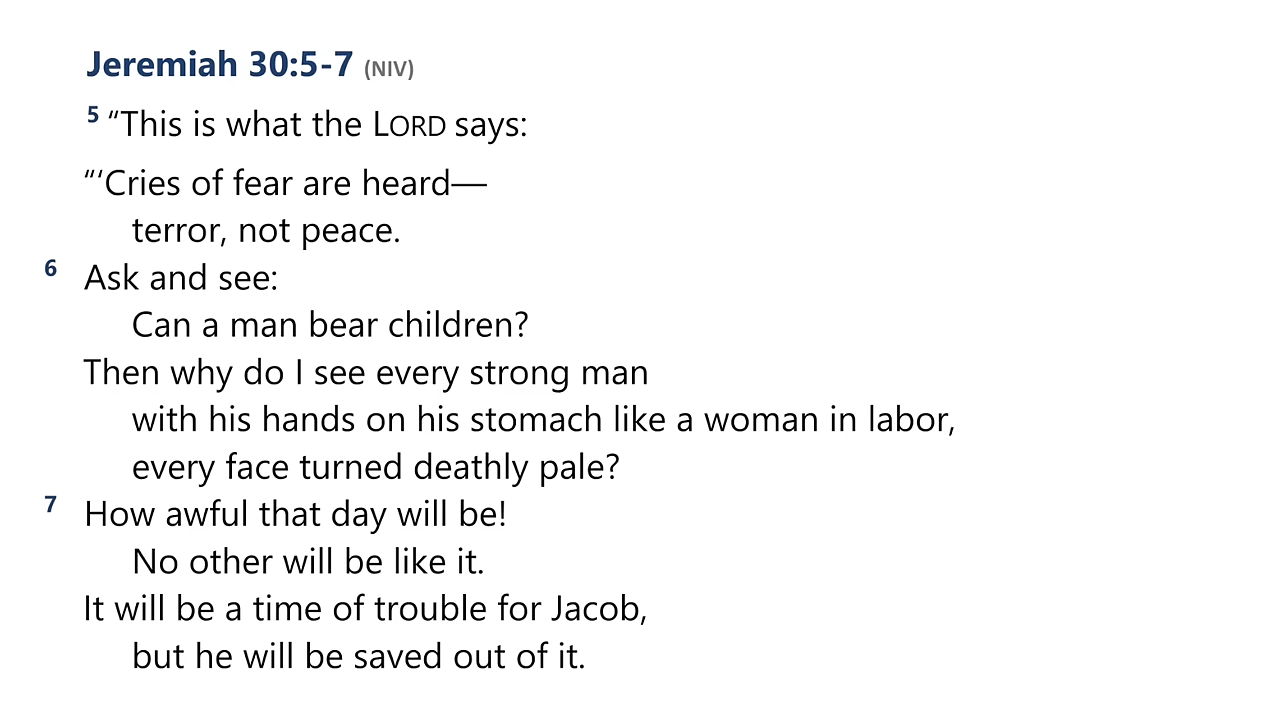 Jeremiah 30:5-7 (NIV)
5 “This is what the LORD says:
“‘Cries of fear are heard—
terror, not peace.
6 Ask and see:
Can a man bear children?
Then why do I see every strong man
with his hands on his stomach like a woman in labor,
every face turned deathly pale?
7 How awful that day will be!
No other will be like it.
It will be a time of trouble for Jacob,
but he will be saved out of it.